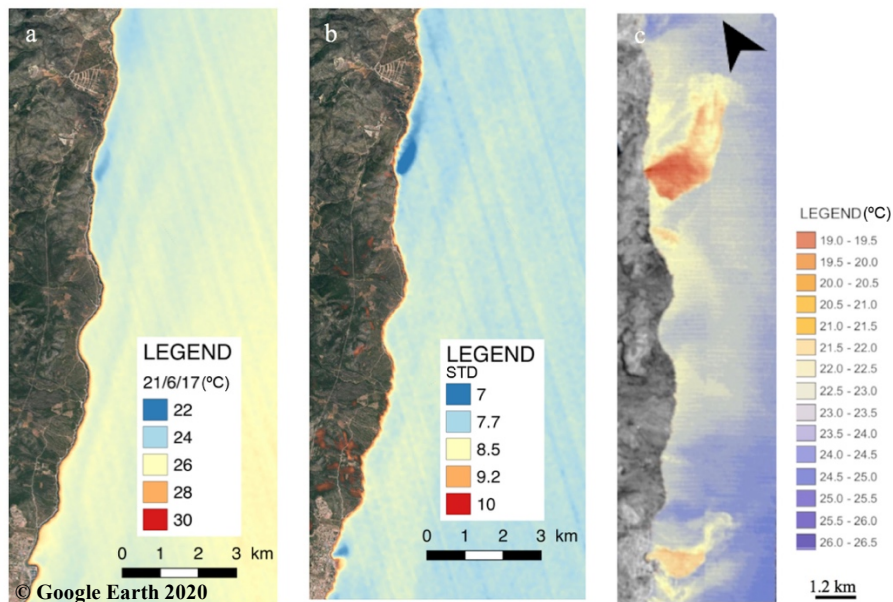 a
LEGEND
21/6/17 (ºC)
22
24
26
28
30
0 1 2 3 km
© Google Earth 2020
b
LEGEND
STD
7
7.7
8.5
9.2
10
0 1 2 3 km
c
LEGEND (ºC)
19.0 - 19.5
19.5 - 20.0
20.0 - 20.5
20.5 - 21.0
21.0 - 21.5
21.5 - 22.0
22.0 - 22.5
22.5 - 23.0
23.0 - 23.5
23.5 - 24.0
24.0 - 24.5
24.5 - 25.0
25.0 - 25.5
25.5 - 26.0
26.0 - 26.5
1.2 km